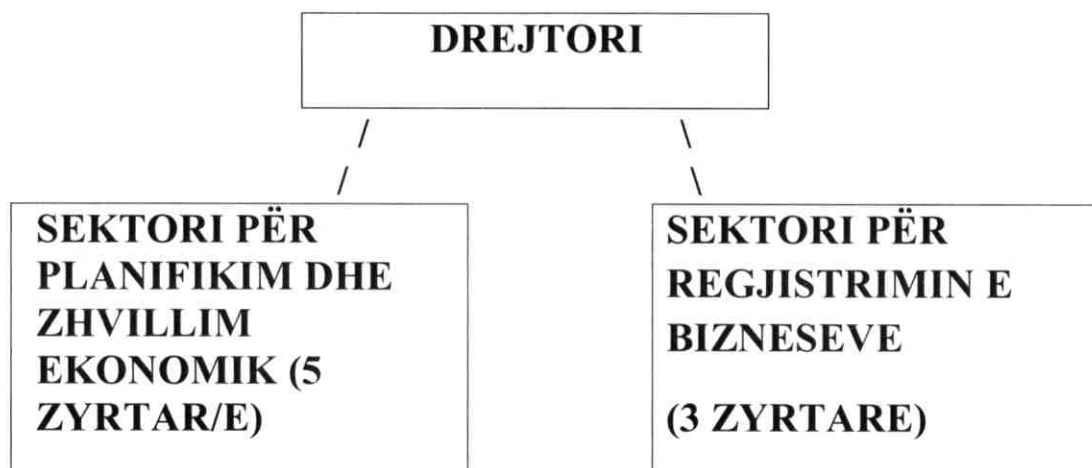 DREJTORI
SEKTORI PËR
PLANIFIKIM DHE
ZHVILLIM
EKONOMIK (5
ZYRTAR/E)
SEKTORI PËR
REGJISTRIMIN E
BIZNESEVE
(3 ZYRTARE)